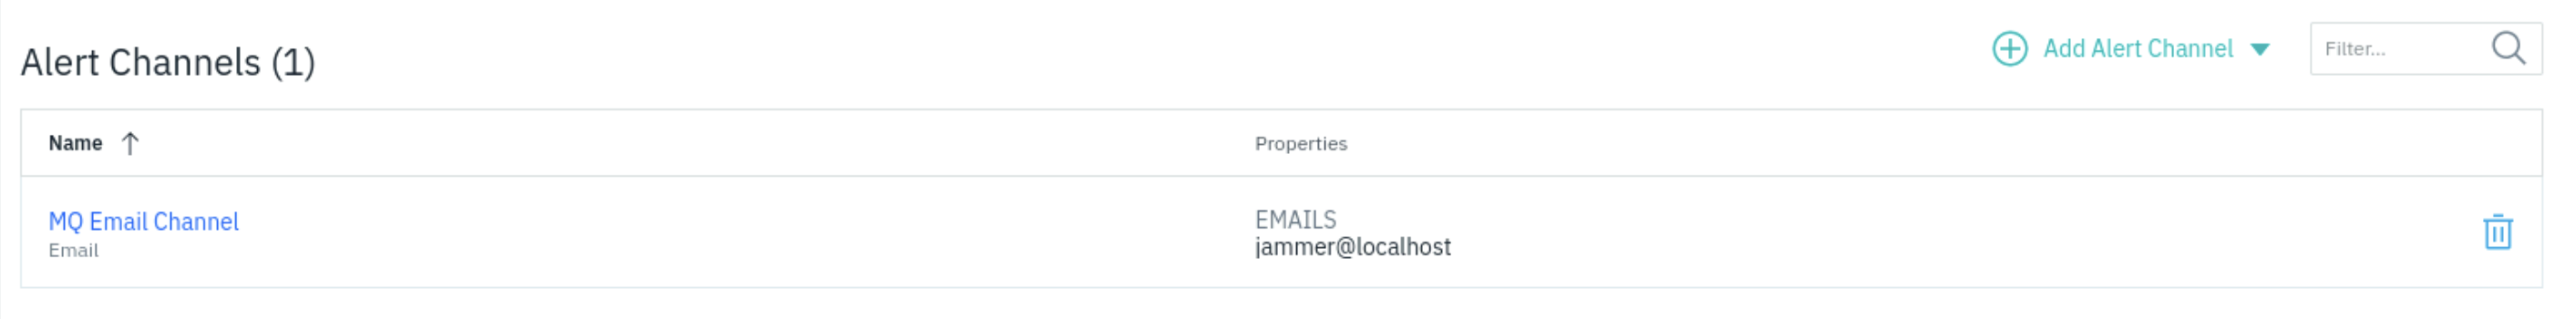 Alert Channels (1)
Add Alert Channel
Filter...
Name
Properties
MQ Email Channel
Email
EMAILS
jammer@localhost